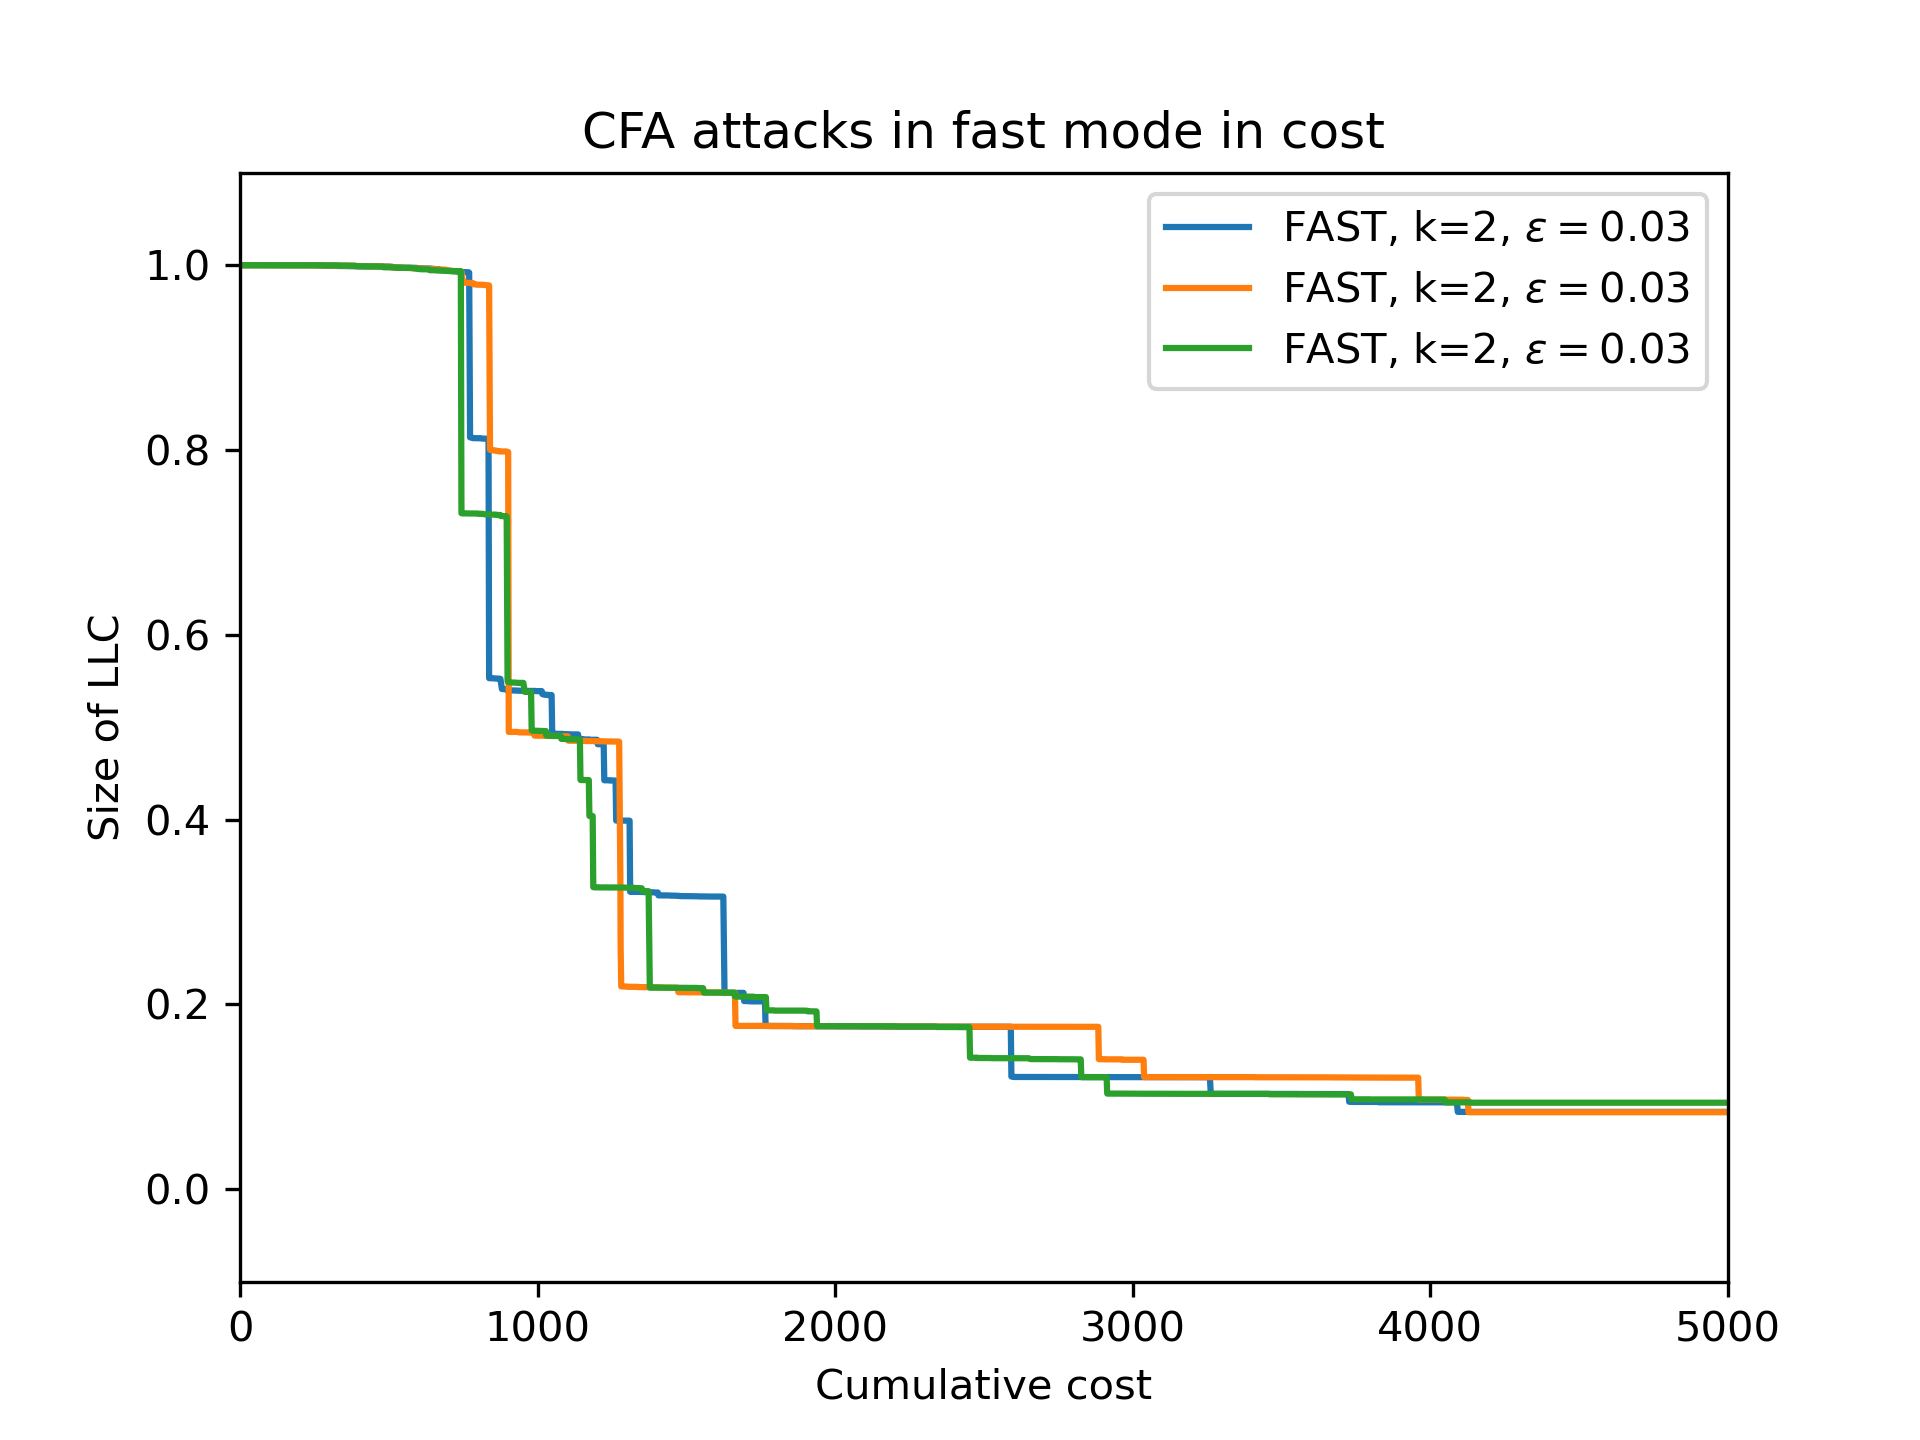 CFA attacks in fast mode in cost
FAST, k=2, ε = 0.03
FAST, k=2, ε = 0.03
FAST, k=2, ε = 0.03
Size of LLC
1.0
0.8
0.6
0.4
0.2
0.0
0 1000 2000 3000 4000 5000
Cumulative cost